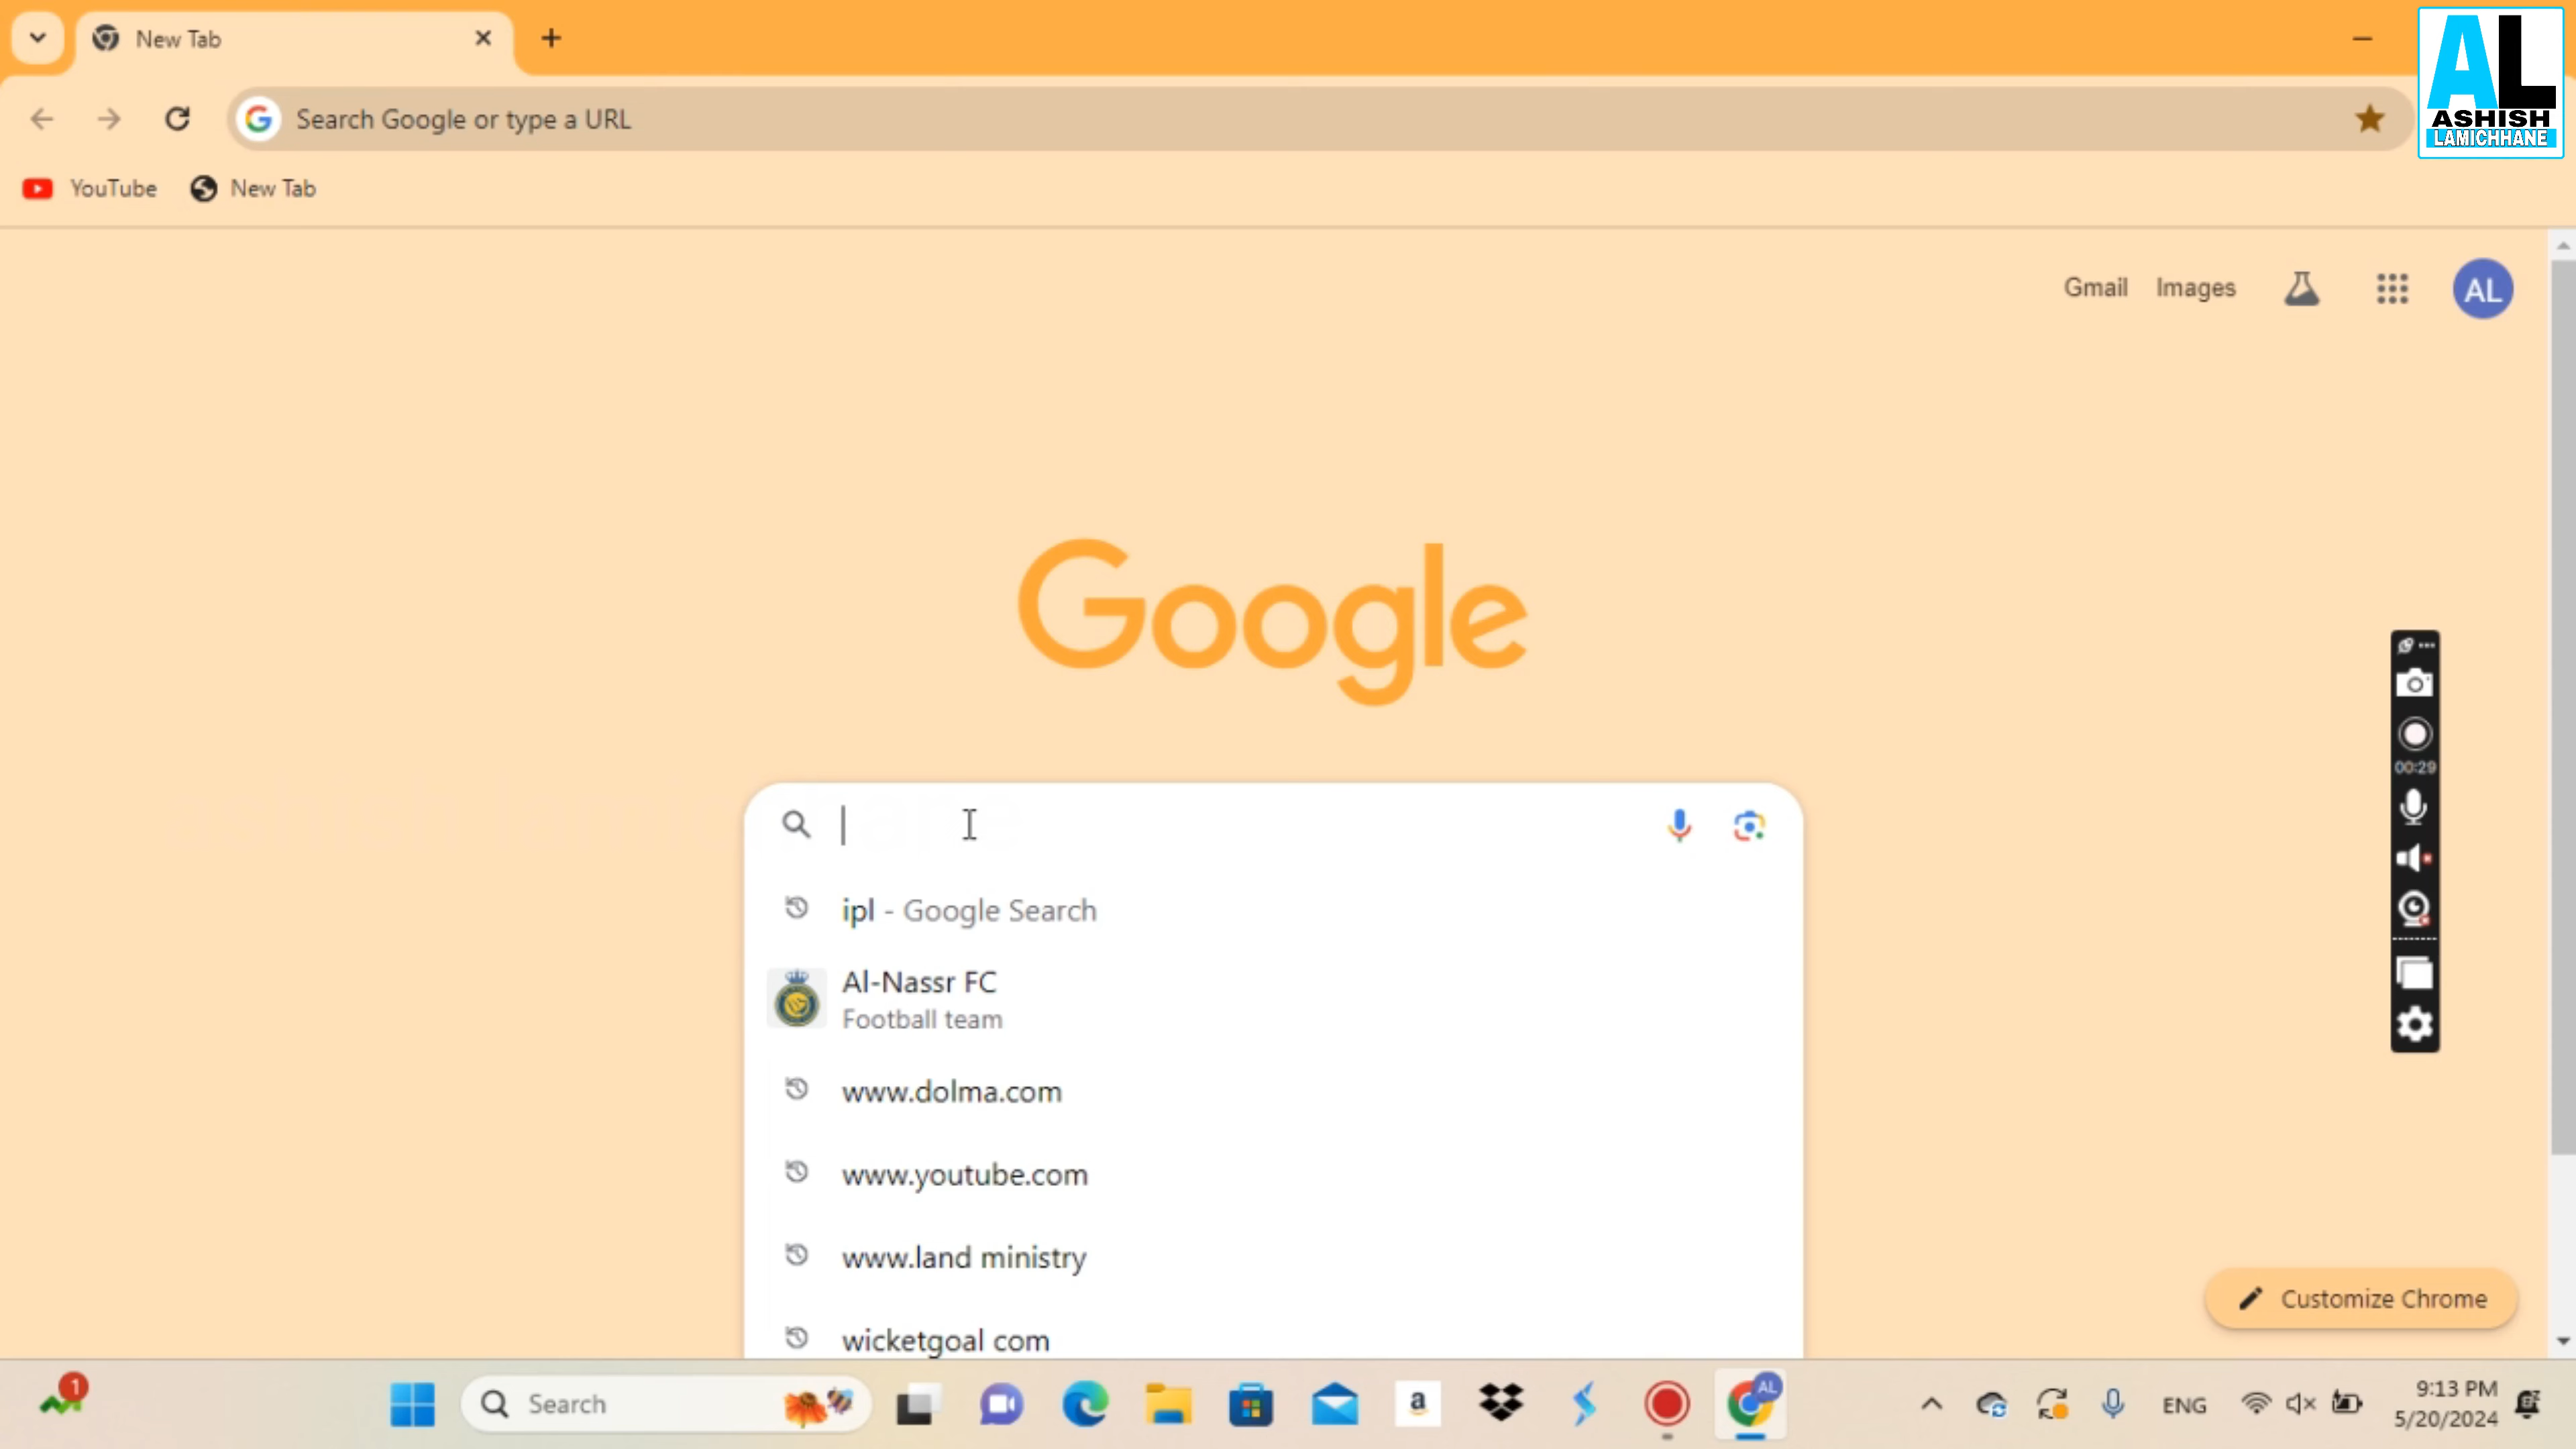 New Tab
Search Google or type a URL
AL
ASHISH
LAMICHHANE
YouTube
New Tab
Gmail
Images
AL
Google
ipl - Google Search
Al-Nassr FC
Football team
www.dolma.com
www.youtube.com
www.land ministry
wicketgoal com
00:29
Customize Chrome
1
Search
a
AL
ENG
9:13 PM
5/20/2024